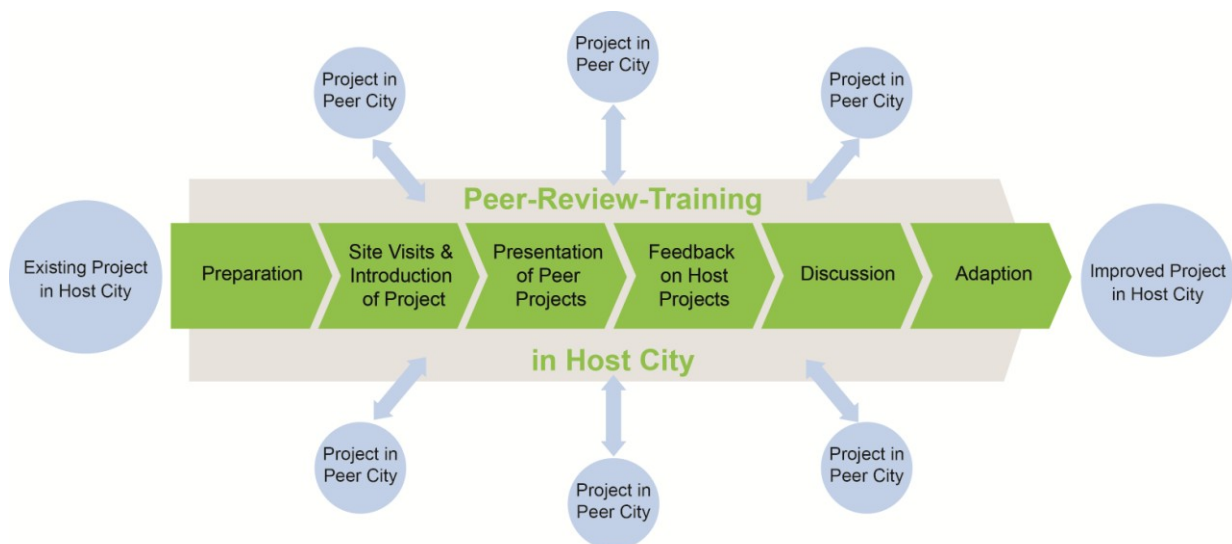 Project in
Peer City
Project in
Peer City
Project in
Peer City
Peer-Review-Training
Existing Project
in Host City
Preparation
Site Visits &
Introduction
of Project
Presentation
of Peer
Projects
Feedback
on Host
Projects
Discussion
Adaption
Improved Project
in Host City
in Host City
Project in
Peer City
Project in
Peer City
Project in
Peer City